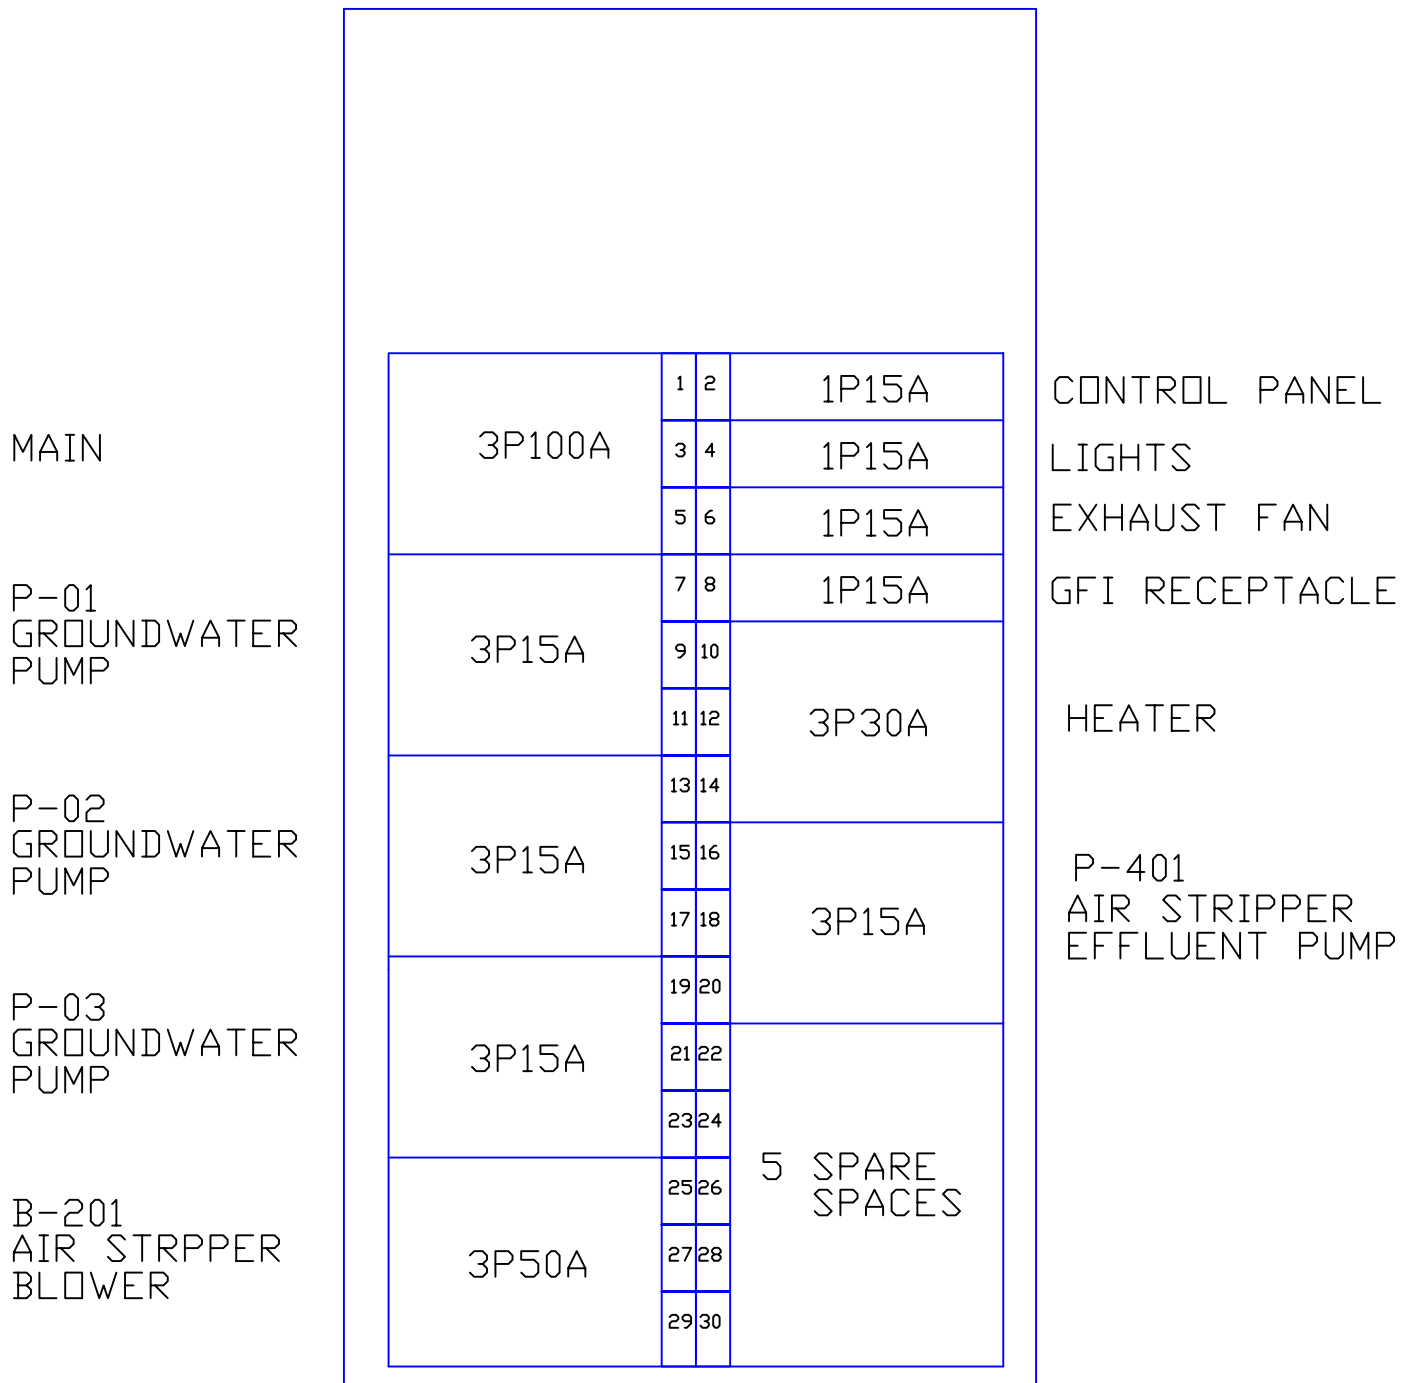 MAIN
P-01
GROUNDWATER
PUMP
P-02
GROUNDWATER
PUMP
P-03
GROUNDWATER
PUMP
B-201
AIR STRPPER
BLOWER
3P100A
3P15A
3P15A
3P15A
3P50A
1 2
3 4
5 6
7 8
9 10
11 12
13 14
15 16
17 18
19 20
21 22
23 24
25 26
27 28
29 30
1P15A
1P15A
1P15A
1P15A
3P30A
3P15A
5 SPARE
SPACES
CONTROL PANEL
LIGHTS
EXHAUST FAN
GFI RECEPTACLE
HEATER
P-401
AIR STRIPPER
EFFLUENT PUMP